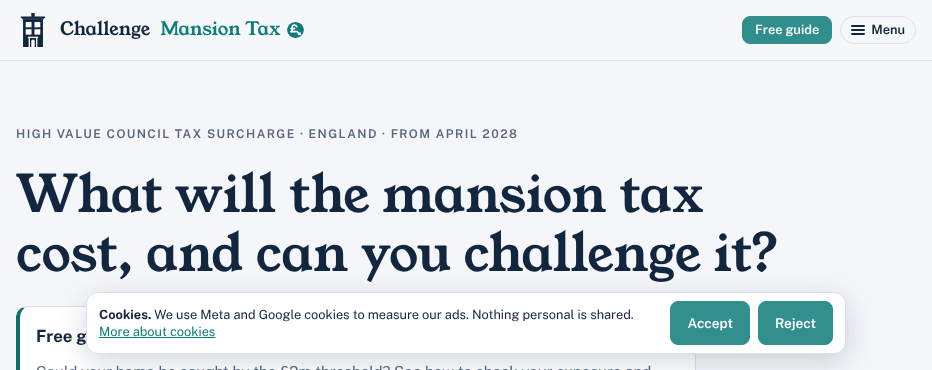 Challenge Mansion Tax
Free guide
Menu
HIGH VALUE COUNCIL TAX SURCHARGE · ENGLAND · FROM APRIL 2028
What will the mansion tax
cost, and can you challenge it?
Free g
Cookies. We use Meta and Google cookies to measure our ads. Nothing personal is shared.
More about cookies
Accept
Reject